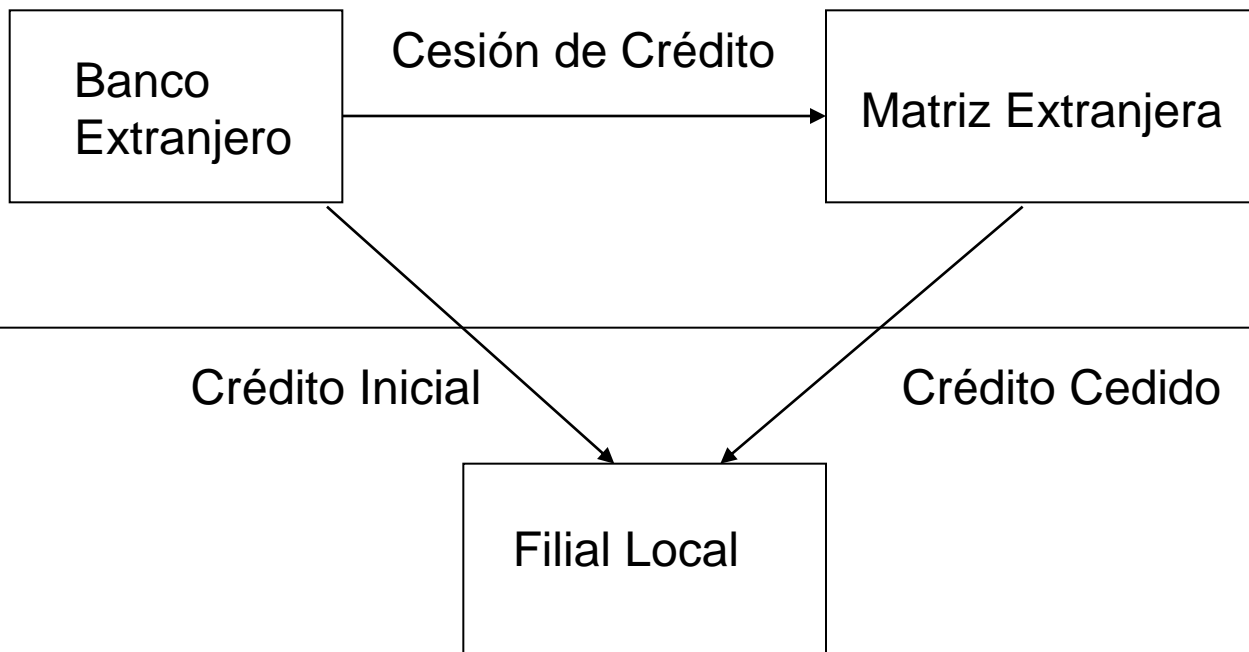 Cesión de Crédito
Banco
Extranjero
Matriz Extranjera
Crédito Inicial
Crédito Cedido
Filial Local